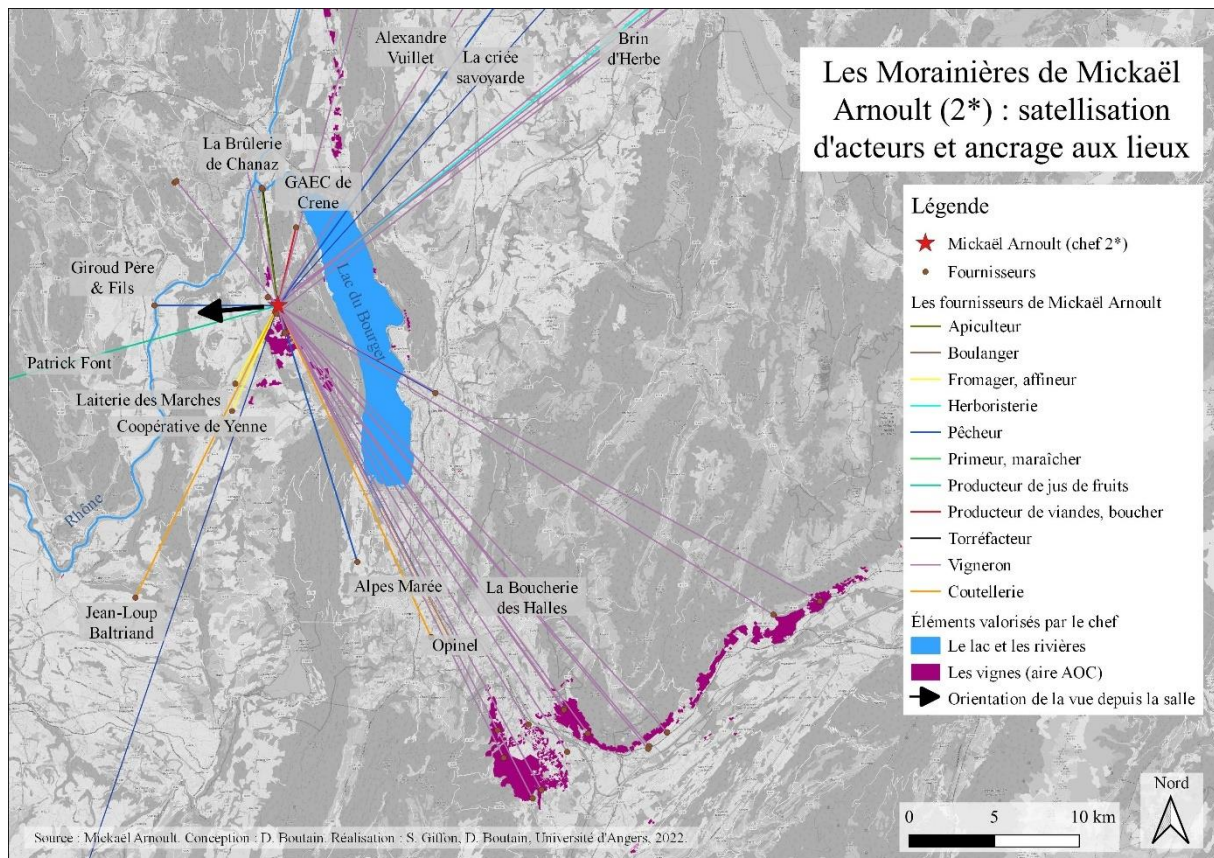 Les Morainières de Mickaël
Arnoult (2*) : satellisation
d'acteurs et ancrage aux lieux
Alexandre
Vuillet
La criée
savoyarde
Brin
d'Herbe
La Brûlerie
de Chanaz
GAEC de
Crene
Giroud Père
& Fils
Lac du Bourget
Patrick Font
Laiterie des Marches
Coopérative de Yenne
Rhône
Jean-Loup
Baltriand
Alpes Marée
La Boucherie
des Halles
Opinel
Légende
Mickaël Arnoult (chef 2*)
Fournisseurs
Les fournisseurs de Mickaël Arnoult
Apiculteur
Boulanger
Fromager, affineur
Herboristerie
Pêcheur
Primeur, maraîcher
Producteur de jus de fruits
Producteur de viandes, boucher
Torréfacteur
Vigneron
Coutellerie
Éléments valorisés par le chef
Le lac et les rivières
Les vignes (aire AOC)
Orientation de la vue depuis la salle
Nord
0 5 10 km
Source : Mickaël Arnoult. Conception : D. Boutain. Réalisation : S. Giffon, D. Boutain, Université d'Angers, 2022.